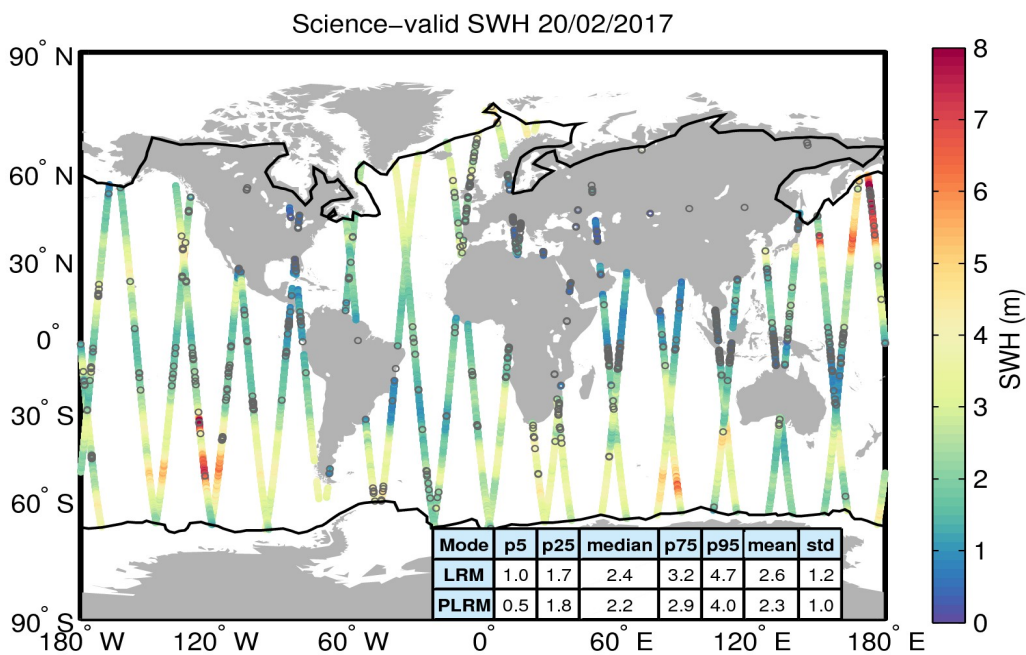 Science−valid SWH 20/02/2017
90° N
60° N
30° N
0°
30° S
60° S
90° S
180° W
120° W
60° W
0°
60° E
120° E
180° E
8
7
6
5
4
3
2
1
0
SWH (m)
Mode p5 p25 median p75 p95 mean std
LRM 1.0 1.7 2.4 3.2 4.7 2.6 1.2
PLRM 0.5 1.8 2.2 2.9 4.0 2.3 1.0